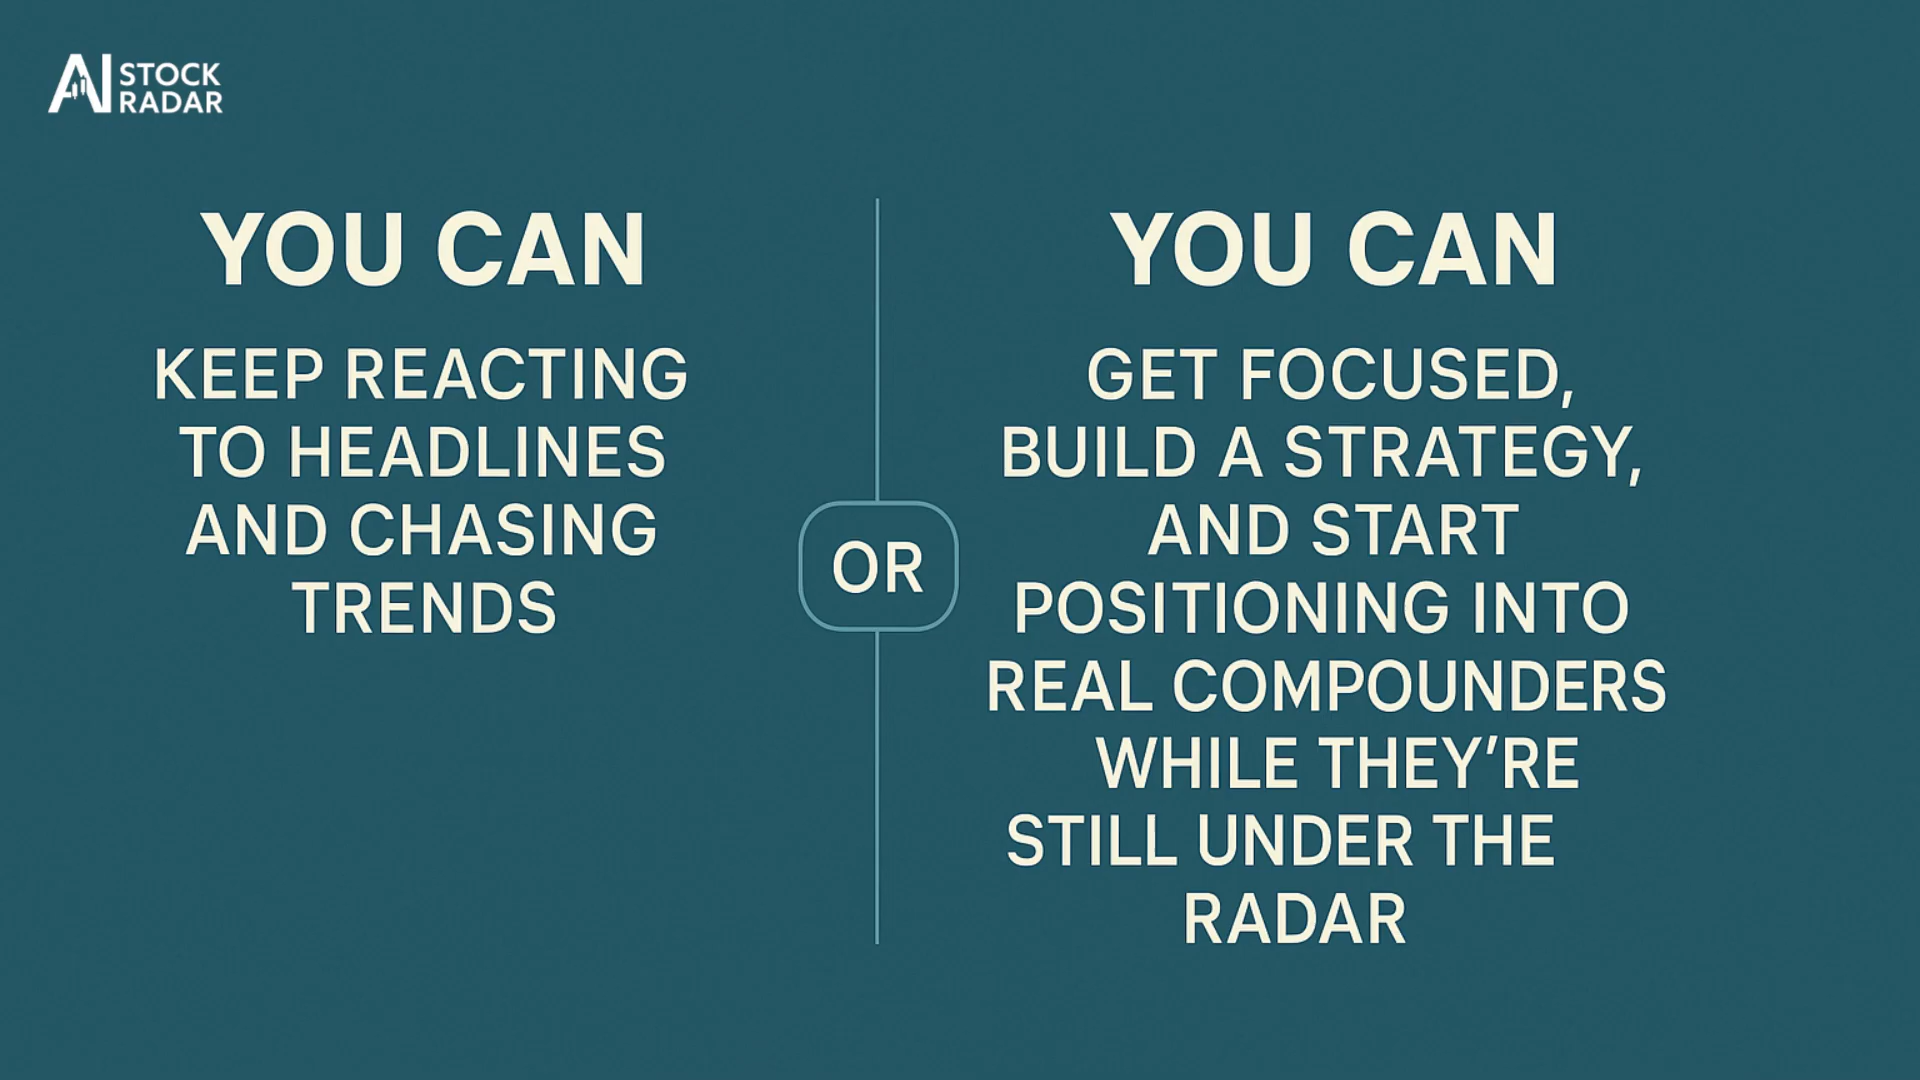 AI STOCK
RADAR
YOU CAN
KEEP REACTING
TO HEADLINES
AND CHASING
TRENDS
OR
YOU CAN
GET FOCUSED,
BUILD A STRATEGY,
AND START
POSITIONING INTO
REAL COMPOUNDERS
WHILE THEY’RE
STILL UNDER THE
RADAR